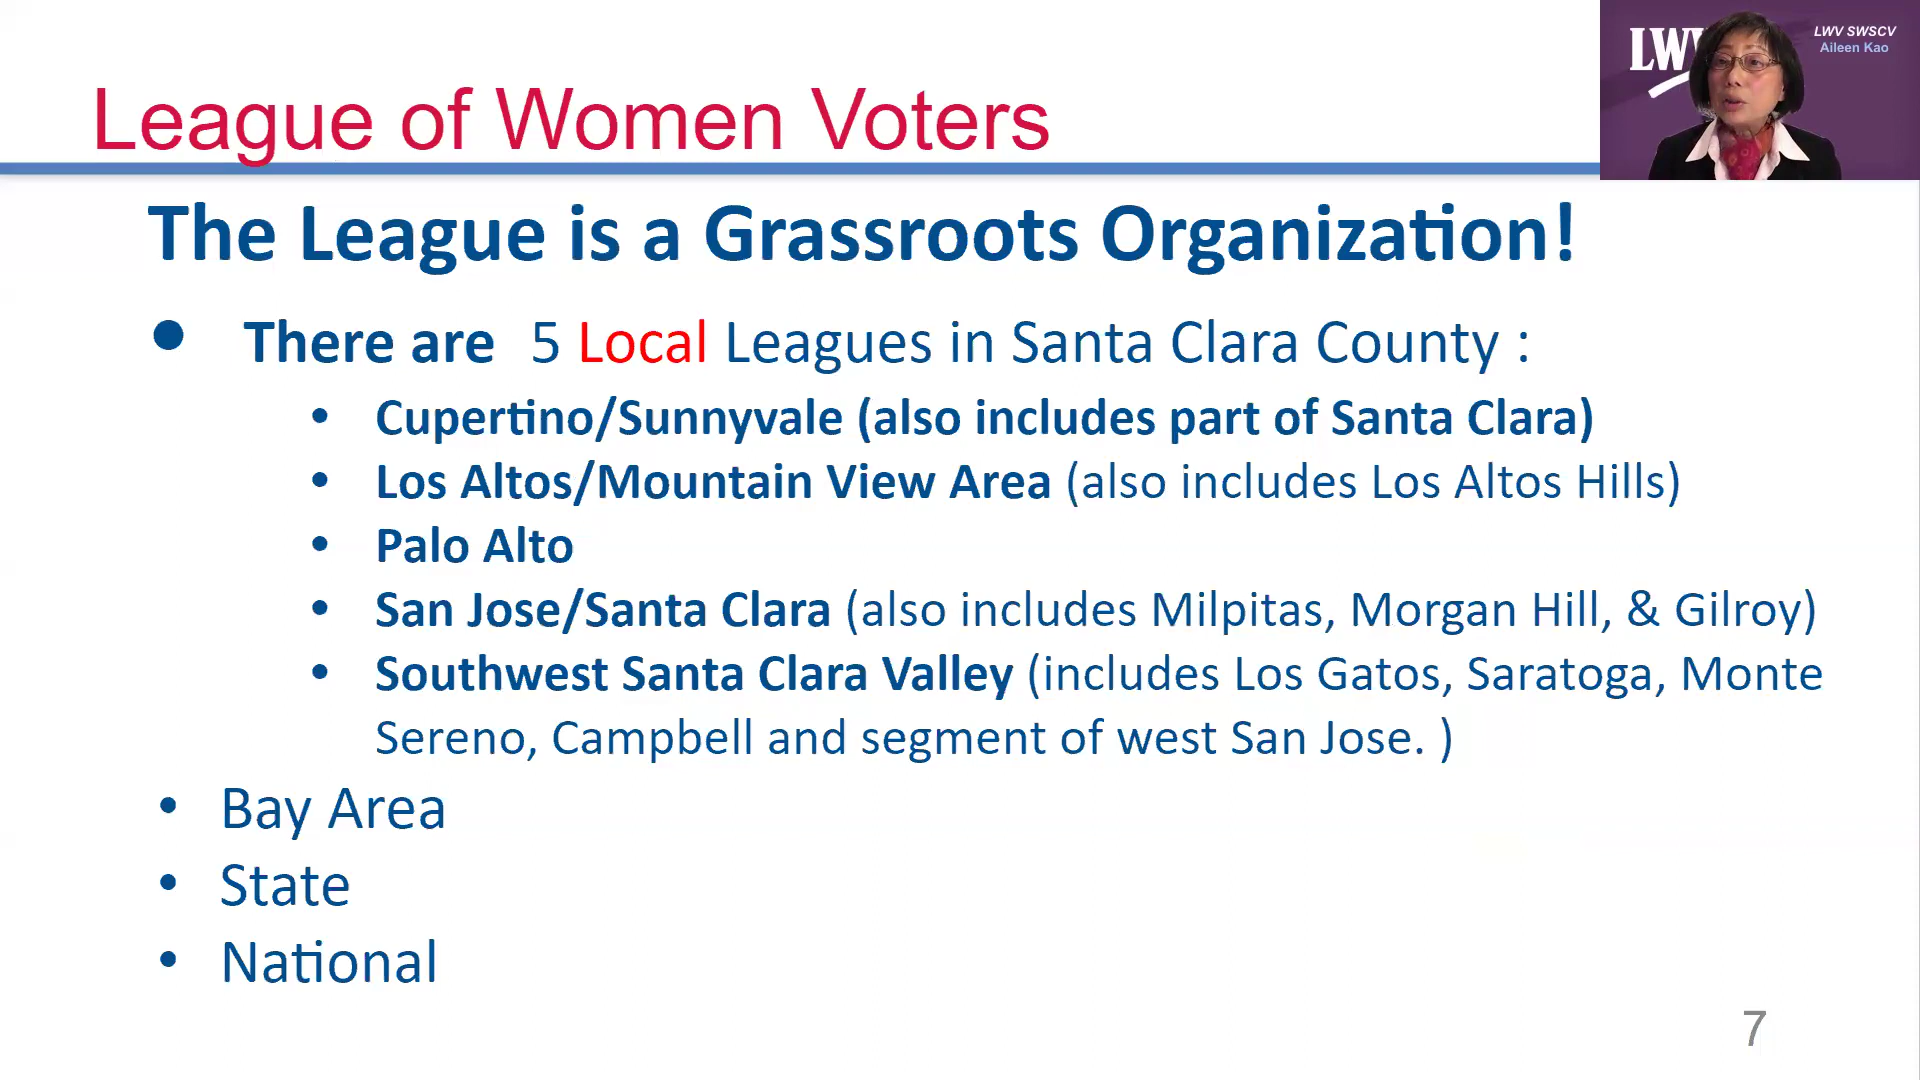 League of Women Voters
LWV SWSCV
Aileen Kao
The League is a Grassroots Organization!
• There are 5 Local Leagues in Santa Clara County :
• Cupertino/Sunnyvale (also includes part of Santa Clara)
• Los Altos/Mountain View Area (also includes Los Altos Hills)
• Palo Alto
• San Jose/Santa Clara (also includes Milpitas, Morgan Hill, & Gilroy)
• Southwest Santa Clara Valley (includes Los Gatos, Saratoga, Monte
Sereno, Campbell and segment of west San Jose. )
• Bay Area
• State
• National
7